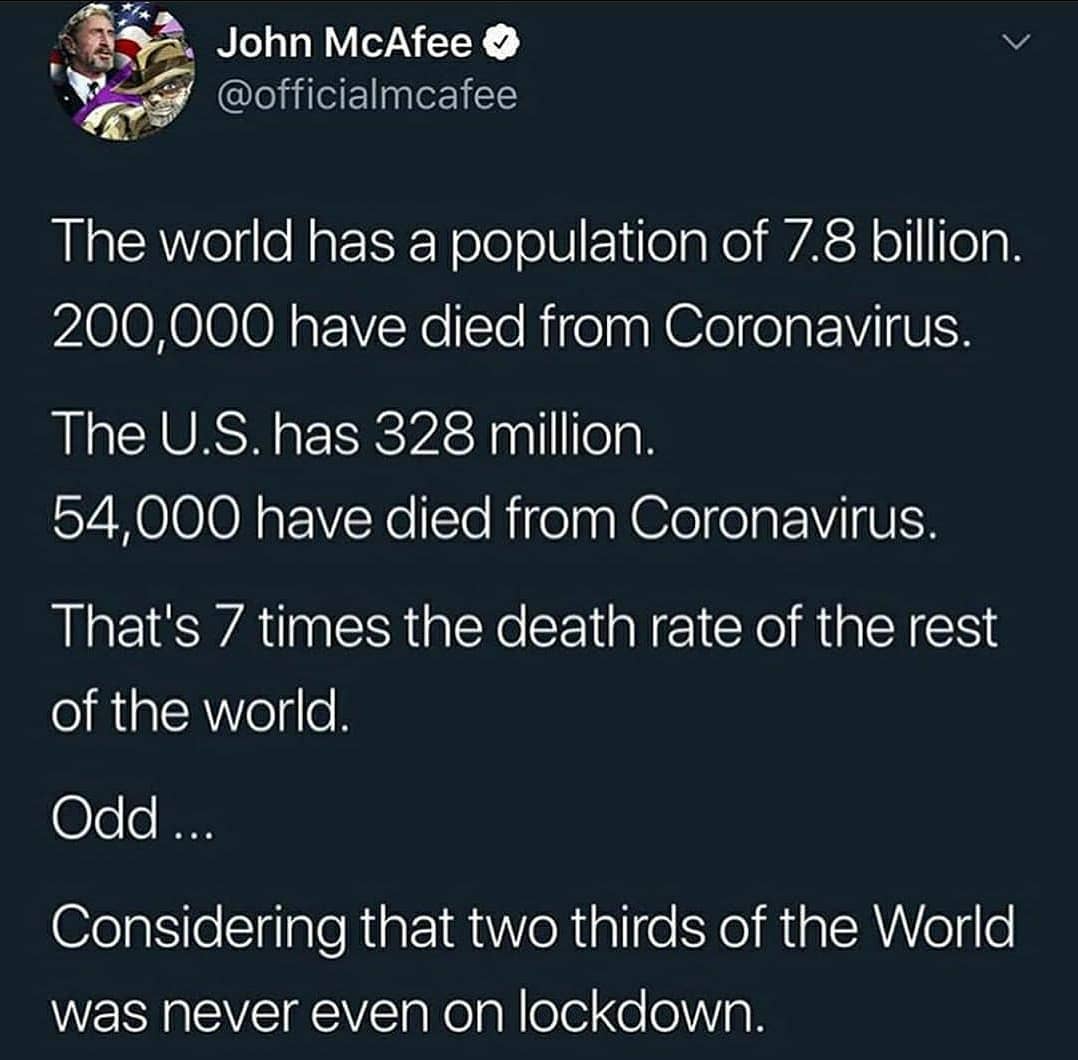 John McAfee
@officialmcafee
The world has a population of 7.8 billion.
200,000 have died from Coronavirus.
The U.S. has 328 million.
54,000 have died from Coronavirus.
That's 7 times the death rate of the rest
of the world.
Odd ...
Considering that two thirds of the World
was never even on lockdown.